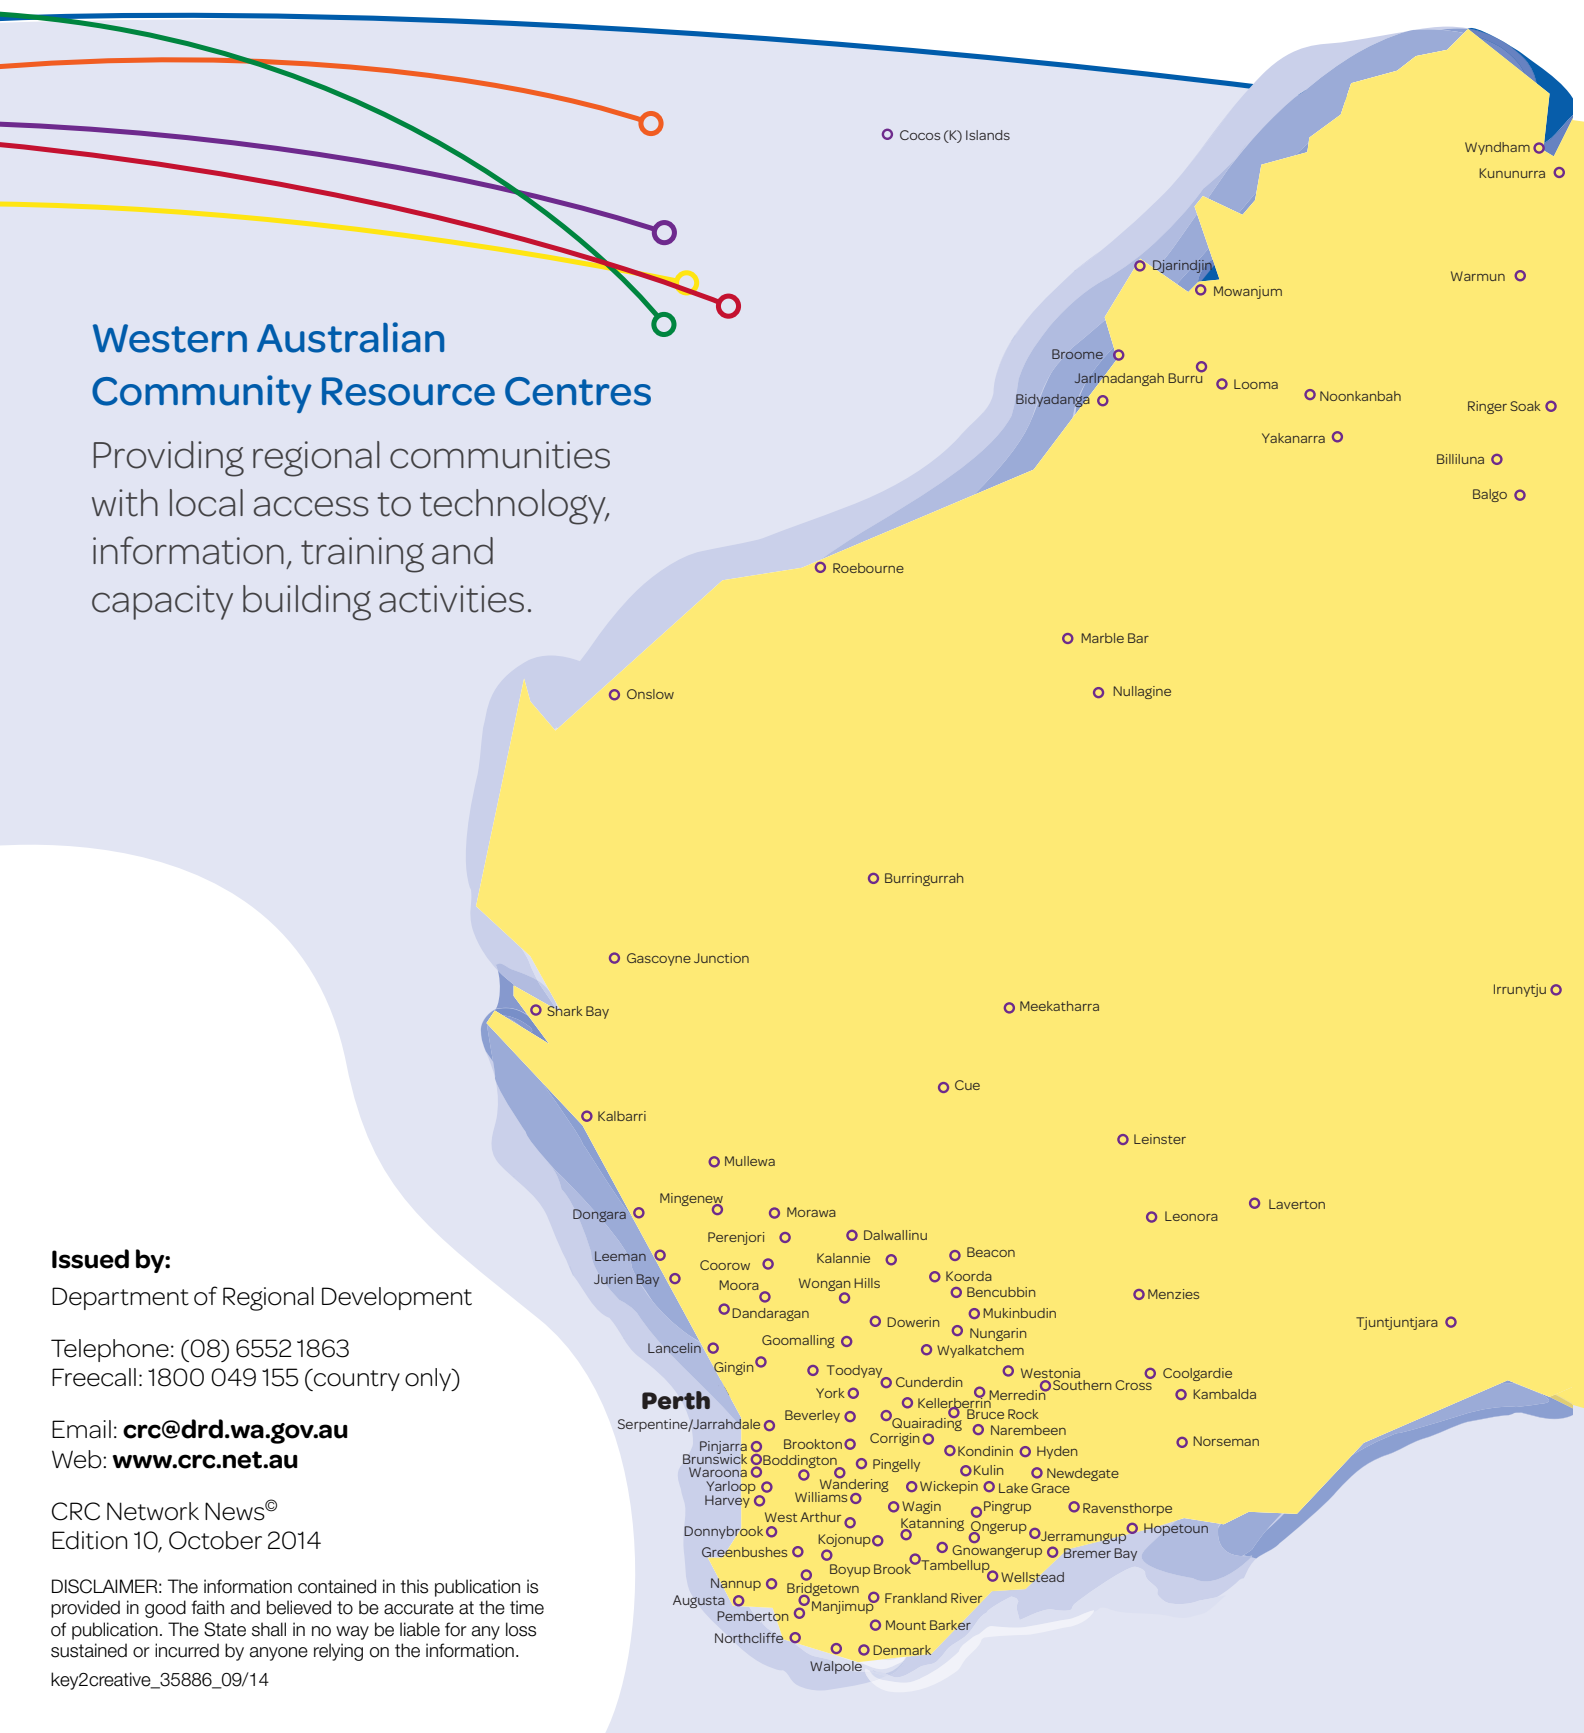 Cocos (K) Islands
Wyndham
Kununurra
Djarindjin
Mowanjum
Warmun
Western Australian
Community Resource Centres
Broome
Jarlmadangah Burru
Looma
Bidyadanga
Noonkanbah
Ringer Soak
Yakanarra
Billiluna
Balgo
Providing regional communities
with local access to technology,
information, training and
capacity building activities.
Roebourne
Marble Bar
Onslow
Nullagine
Burringurrah
Gascoyne Junction
Irrunytju
Shark Bay
Meekatharra
Cue
Kalbarri
Leinster
Mullewa
Mingenew
Dongara
Morawa
Laverton
Leonora
Perenjori
Dalwallinu
Leeman
Coorow
Kalannie
Beacon
Jurien Bay
Moora
Wongan Hills
Koorda
Bencubbin
Menzies
Dandaragan
Mukinbudin
Dowerin
Tjuntjuntjara
Nungarin
Goomalling
Lancelin
Wyalkatchem
Gingin
Toodyay
Westonia
Coolgardie
Cunderdin
Southern Cross
York
Merredin
Kambalda
Perth
Kellerberrin
Beverley
Bruce Rock
Serpentine/Jarrahdale
Quairading
Narembeen
Corrigin
Norseman
Pinjarra
Brookton
Kondinin
Hyden
Brunswick
Boddington
Pingelly
Waroona
Kulin
Newdegate
Yarloop
Wandering
Wickepin
Lake Grace
Harvey
Williams
Wagin
Pingrup
Ravensthorpe
West Arthur
Katanning
Ongerup
Hopetoun
Donnybrook
Kojonup
Jerramungup
Greenbushes
Gnowangerup
Bremer Bay
Boyup Brook
Tambellup
Wellstead
Nannup
Bridgetown
Augusta
Manjimup
Frankland River
Pemberton
Mount Barker
Northcliffe
Denmark
Walpole
Issued by:
Department of Regional Development
Telephone: (08) 6552 1863
Freecall: 1800 049 155 (country only)
Email: crc@drd.wa.gov.au
Web: www.crc.net.au
CRC Network News©
Edition 10, October 2014
DISCLAIMER: The information contained in this publication is
provided in good faith and believed to be accurate at the time
of publication. The State shall in no way be liable for any loss
sustained or incurred by anyone relying on the information.
key2creative_35886_09/14